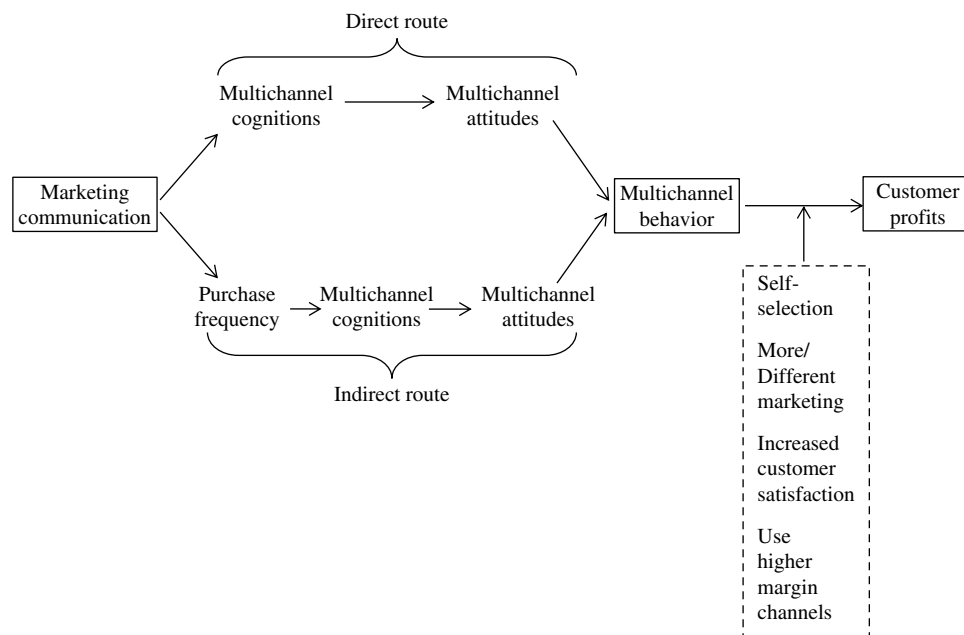 Direct route
Multichannel
cognitions
Multichannel
attitudes
Marketing
communication
Multichannel
behavior
Customer
profits
Purchase
frequency
Multichannel
cognitions
Multichannel
attitudes
Indirect route
Self-
selection
More/
Different
marketing
Increased
customer
satisfaction
Use
higher
margin
channels